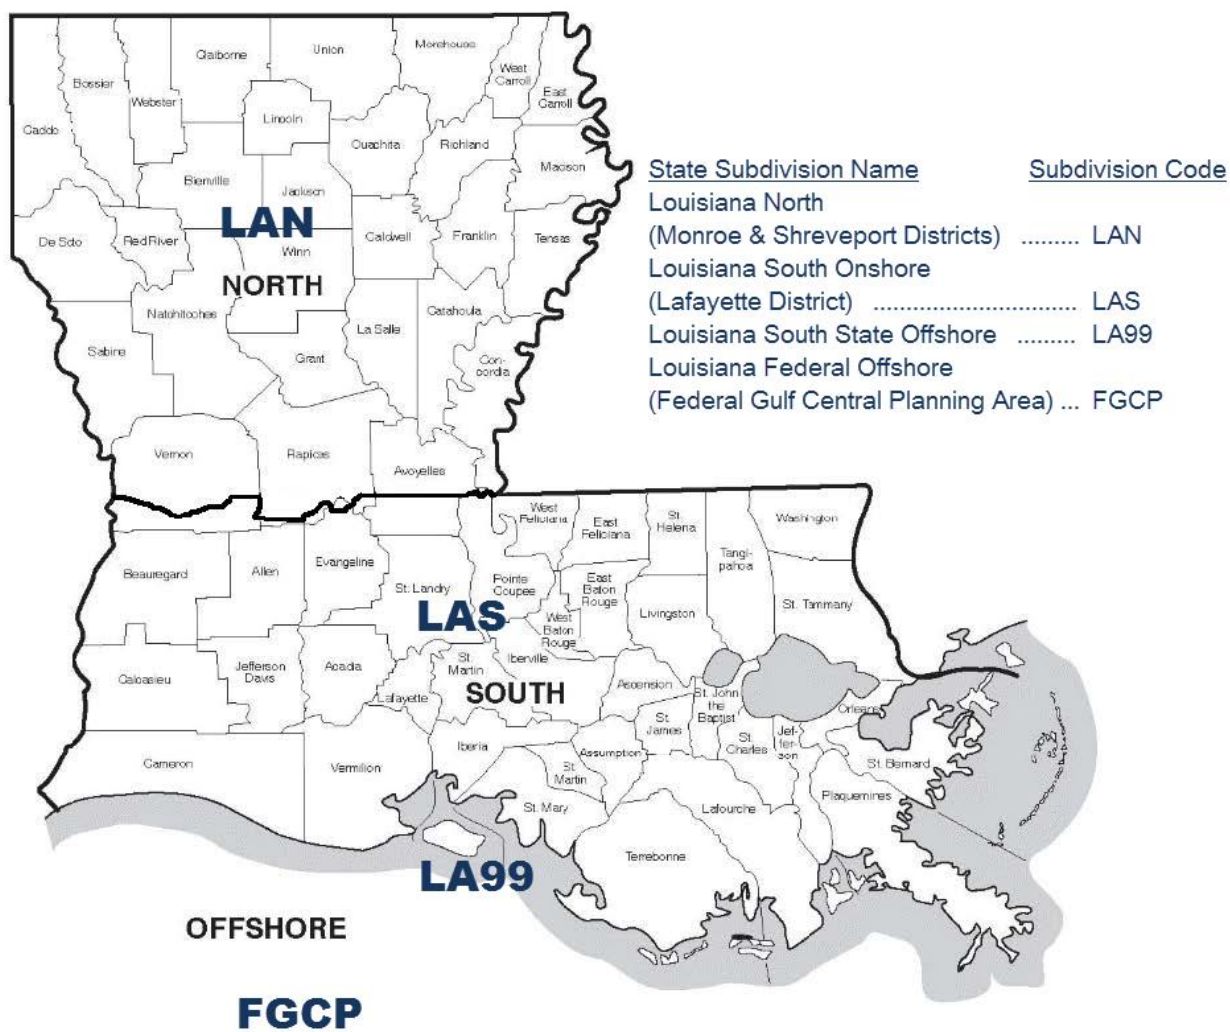 Claiborne
Union
Morehouse
West
Carroll
East
Carroll
Bossier
Webster
Lincoln
Caddo
Ouachita
Richland
Madison
Bienville
Jackson
LAN
De Soto
Red River
Winn
Caldwell
Franklin
Tensas
NORTH
Natchitoches
La Salle
Catahoula
Sabine
Grant
Con-
cordia
Vernon
Rapides
Avoyelles
State Subdivision Name Subdivision Code
Louisiana North
(Monroe & Shreveport Districts) ......... LAN
Louisiana South Onshore
(Lafayette District) ............................. LAS
Louisiana South State Offshore ......... LA99
Louisiana Federal Offshore
(Federal Gulf Central Planning Area) ... FGCP
West
Feliciana
East
Feliciana
St.
Helena
Washington
Tangi-
pahoa
Beauregard
Allen
Evangeline
St. Landry
Pointe
Coupee
East
Baton
Rouge
Livingston
St. Tammany
LAS
West
Baton
Rouge
Calcasieu
Jefferson
Davis
Acadia
Lafayette
St.
Martin
Iberville
SOUTH
Ascension
St. John
the
Baptist
Orleans
St.
James
St.
Charles
Jef-
fer-
son
Cameron
Vermilion
Iberia
Assumption
St.
Martin
St. Mary
St. Bernard
Plaquemines
Lafourche
Terrebonne
LA99
OFFSHORE
FGCP